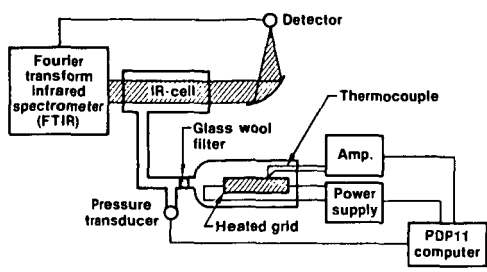 Detector
Fourier
transform
infrared
spectrometer
(FTIR)
IR-cell
Thermocouple
Glass wool
filter
Amp.
Power
supply
Pressure
transducer
Heated grid
PDP11
computer